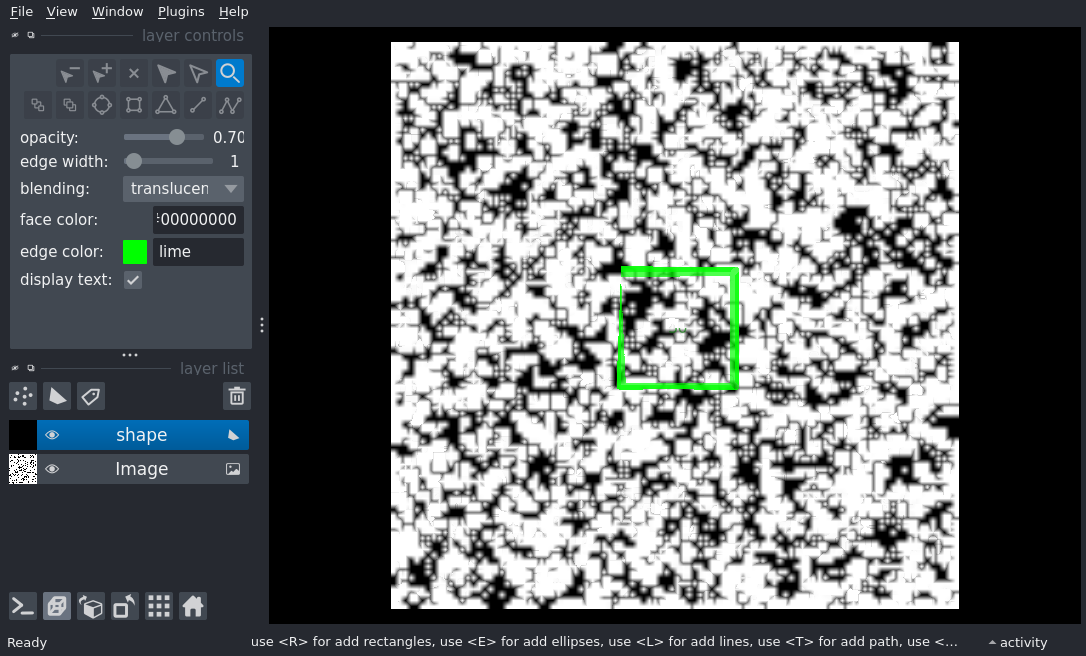 File View Window Plugins Help
layer controls
opacity: 0.70
edge width: 1
blending: translucen
face color: 00000000
edge color: lime
display text:
layer list
shape
Image
Ready use <R> for add rectangles, use <E> for add ellipses, use <L> for add lines, use <T> for add path, use <... activity